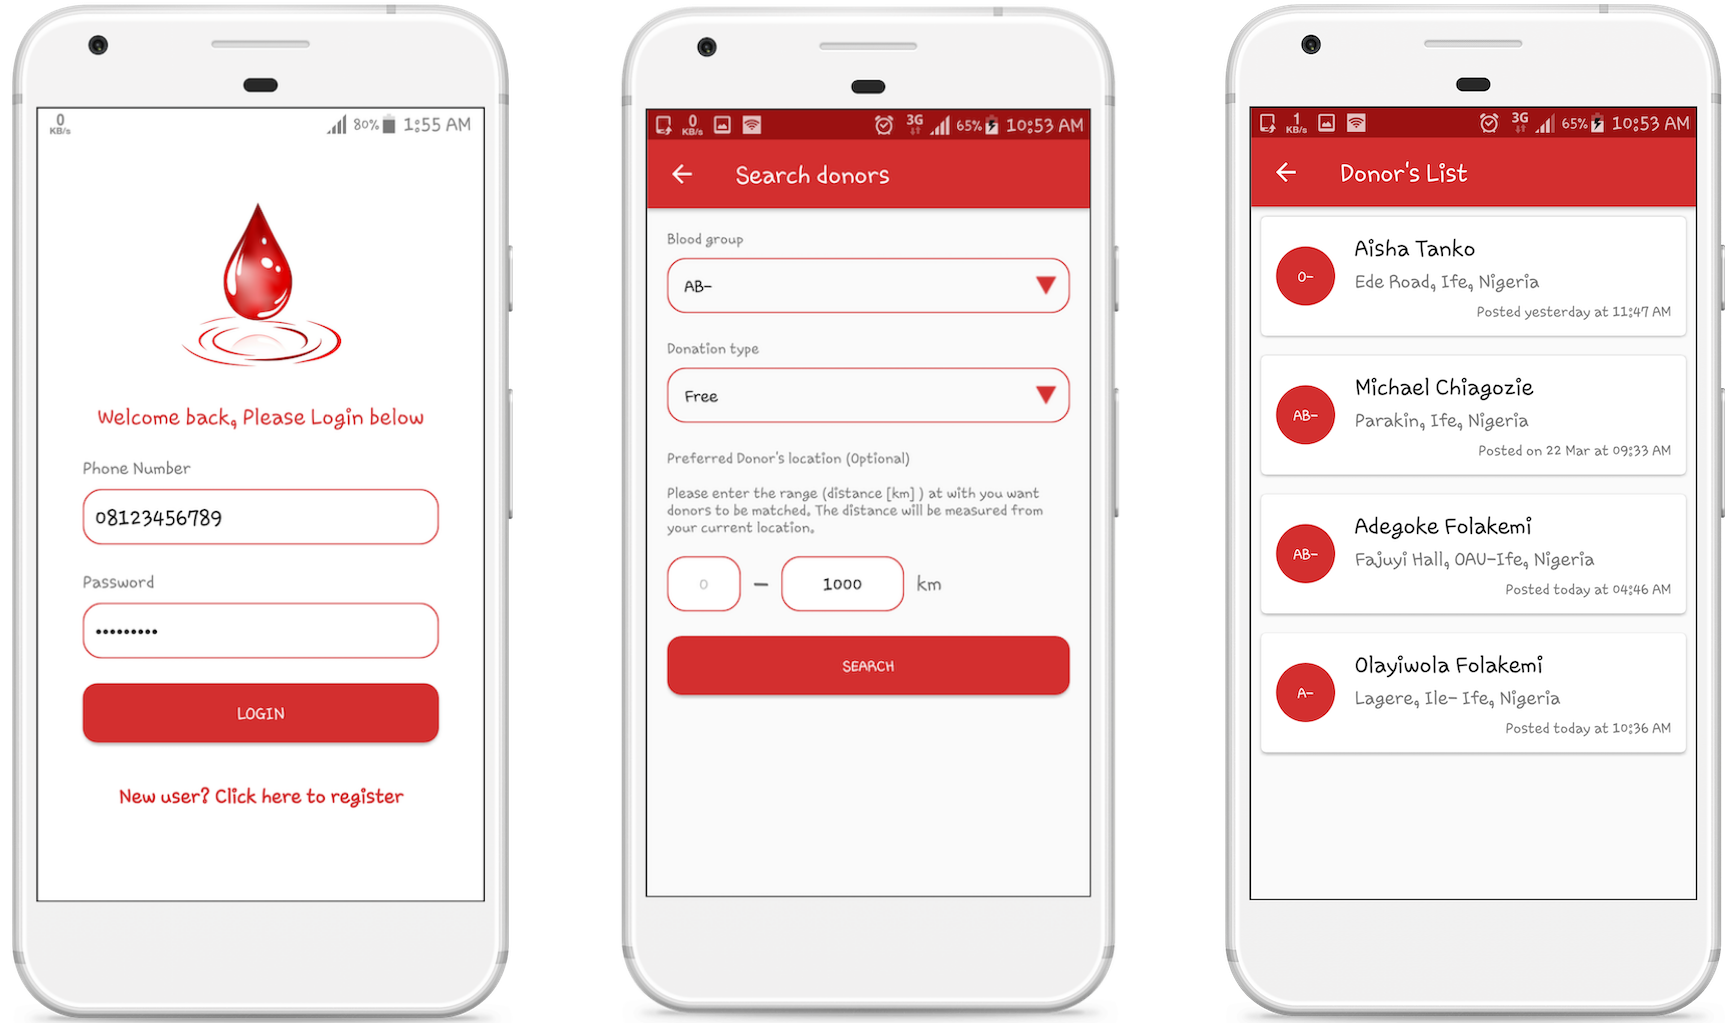 0
KB/s
80%
1:55 AM
Welcome back, Please Login below
Phone Number
08123456789
Password
•••••••••
LOGIN
New user? Click here to register
0
KB/s
3G
65%
10:53 AM
Search donors
Blood group
AB-
Donation type
Free
Preferred Donor's location (Optional)
Please enter the range (distance [km] ) at with you want
donors to be matched. The distance will be measured from
your current location.
0 - 1000 km
SEARCH
1
KB/s
3G
65%
10:53 AM
Donor's List
O-
Aisha Tanko
Ede Road, Ife, Nigeria
Posted yesterday at 11:47 AM
AB-
Michael Chiagozie
Parakin, Ife, Nigeria
Posted on 22 Mar at 09:33 AM
AB-
Adegoke Folakemi
Fajuyi Hall, OAU-Ife, Nigeria
Posted today at 04:46 AM
A-
Olayiwola Folakemi
Lagere, Ile- Ife, Nigeria
Posted today at 10:36 AM